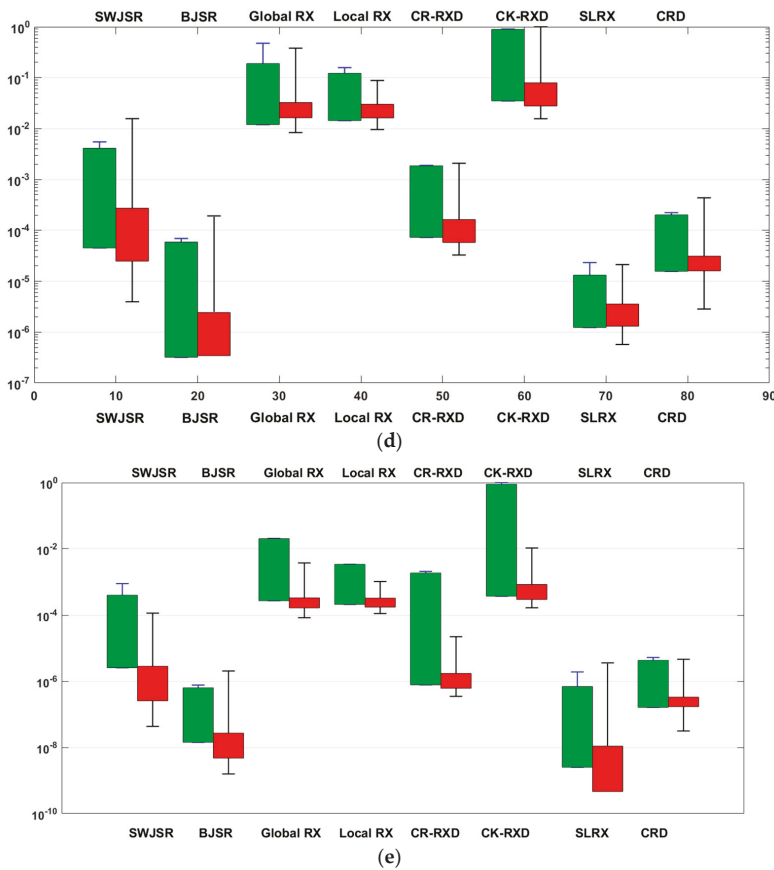 SWJSR BJSR Global RX Local RX CR-RXD CK-RXD SLRX CRD
10^0
10^-1
10^-2
10^-3
10^-4
10^-5
10^-6
10^-7
0 10 20 30 40 50 60 70 80 90
SWJSR BJSR Global RX Local RX CR-RXD CK-RXD SLRX CRD
(d)
SWJSR BJSR Global RX Local RX CR-RXD CK-RXD SLRX CRD
10^0
10^-2
10^-4
10^-6
10^-8
10^-10
SWJSR BJSR Global RX Local RX CR-RXD CK-RXD SLRX CRD
(e)